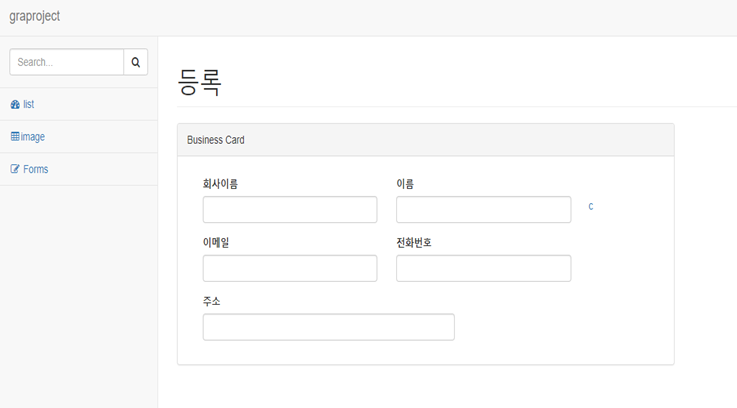 graproject
Search...
list
image
Forms
등록
Business Card
회사이름
이름
c
이메일
전화번호
주소